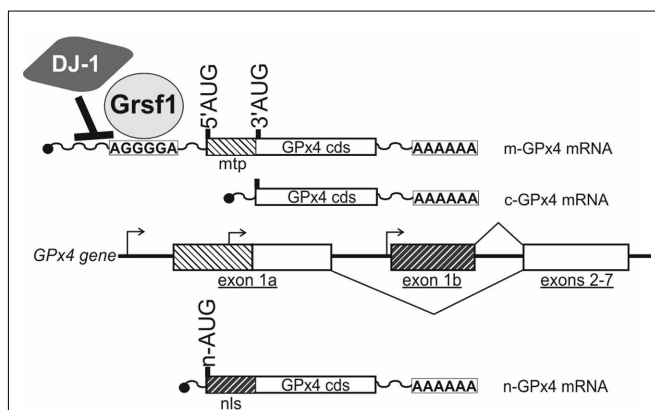 DJ-1
Grsf1
5'AUG
3'AUG
AGGGGA
GPx4 cds
AAAAAA
m-GPx4 mRNA
mtp
GPx4 cds
AAAAAA
c-GPx4 mRNA
GPx4 gene
exon 1a
exon 1b
exons 2-7
n-AUG
GPx4 cds
AAAAAA
n-GPx4 mRNA
nls